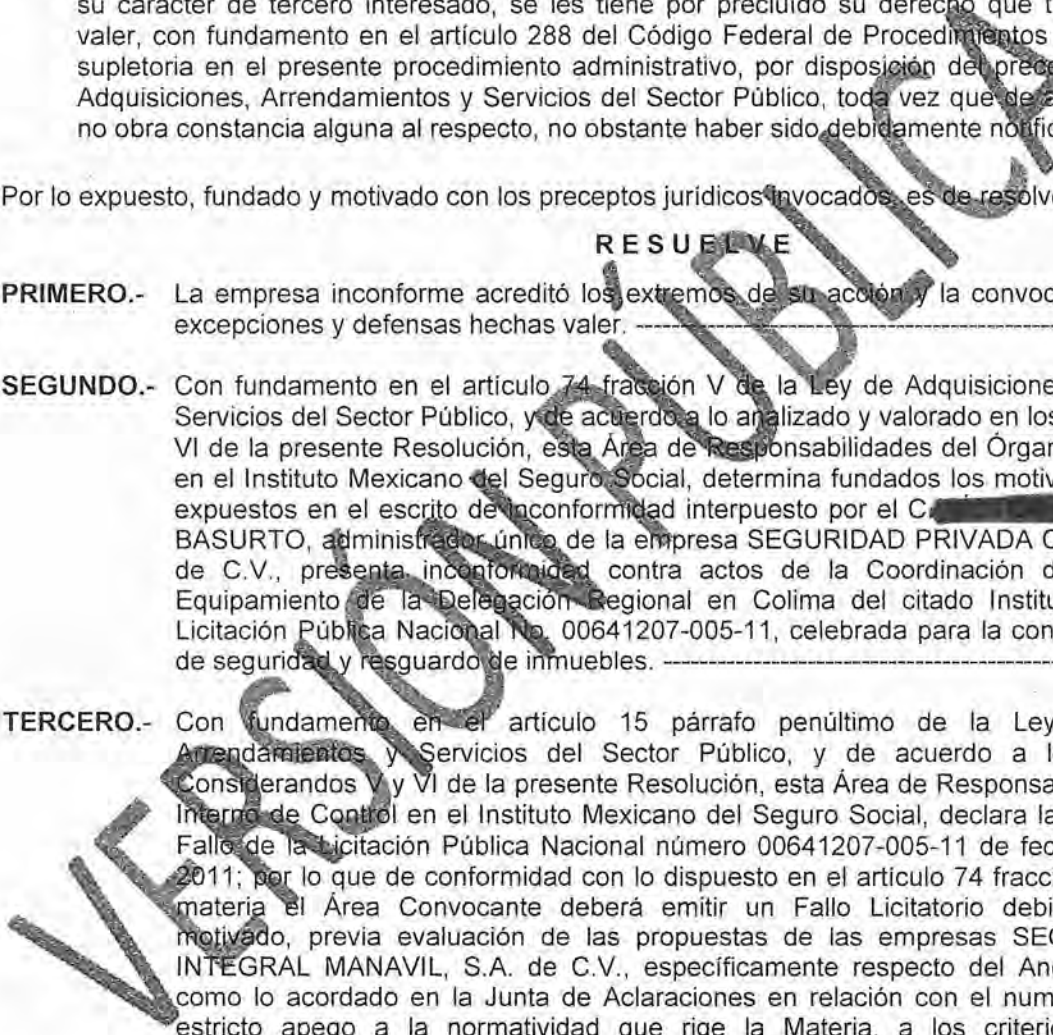 su carácter de tercero interesado, se les tiene por precluído su derecho que
valer, con fundamento en el artículo 288 del Código Federal de Procedimientos
supletoria en el presente procedimiento administrativo, por disposición del
Adquisiciones, Arrendamientos y Servicios del Sector Público, toda vez que de
no obra constancia alguna al respecto, no obstante haber sido debidamente
Por lo expuesto, fundado y motivado con los preceptos jurídicos invocados, es de
R E S U E L V E
PRIMERO.- La empresa inconforme acreditó los extremos de su acción y la
excepciones y defensas hechas valer. ---
SEGUNDO.- Con fundamento en el artículo 74 fracción V de la Ley de
Servicios del Sector Público, y de acuerdo a lo analizado y valorado en los
VI de la presente Resolución, esta Área de Responsabilidades del
en el Instituto Mexicano del Seguro Social, determina fundados los
expuestos en el escrito de inconformidad interpuesto por el C.
BASURTO, administrador único de la empresa SEGURIDAD PRIVADA
de C.V., presenta inconformidad contra actos de la Coordinación
Equipamiento de la Delegación Regional en Colima del citado
Licitación Pública Nacional No. 00641207-005-11, celebrada para la
de seguridad y resguardo de inmuebles. ---
TERCERO.- Con fundamento en el artículo 15 párrafo penúltimo de la Ley
Arrendamientos y Servicios del Sector Público, y de acuerdo a
Considerandos V y VI de la presente Resolución, esta Área de
Interno de Control en el Instituto Mexicano del Seguro Social, declara la
Fallo de la Licitación Pública Nacional número 00641207-005-11 de
2011; por lo que de conformidad con lo dispuesto en el artículo 74
materia el Área Convocante deberá emitir un Fallo Licitatorio
motivado, previa evaluación de las propuestas de las empresas
INTEGRAL MANAVIL, S.A. de C.V., específicamente respecto del
como lo acordado en la Junta de Aclaraciones en relación con el
estricto apego a la normatividad que rige la Materia, a los
VERSIÓN PÚBLICA